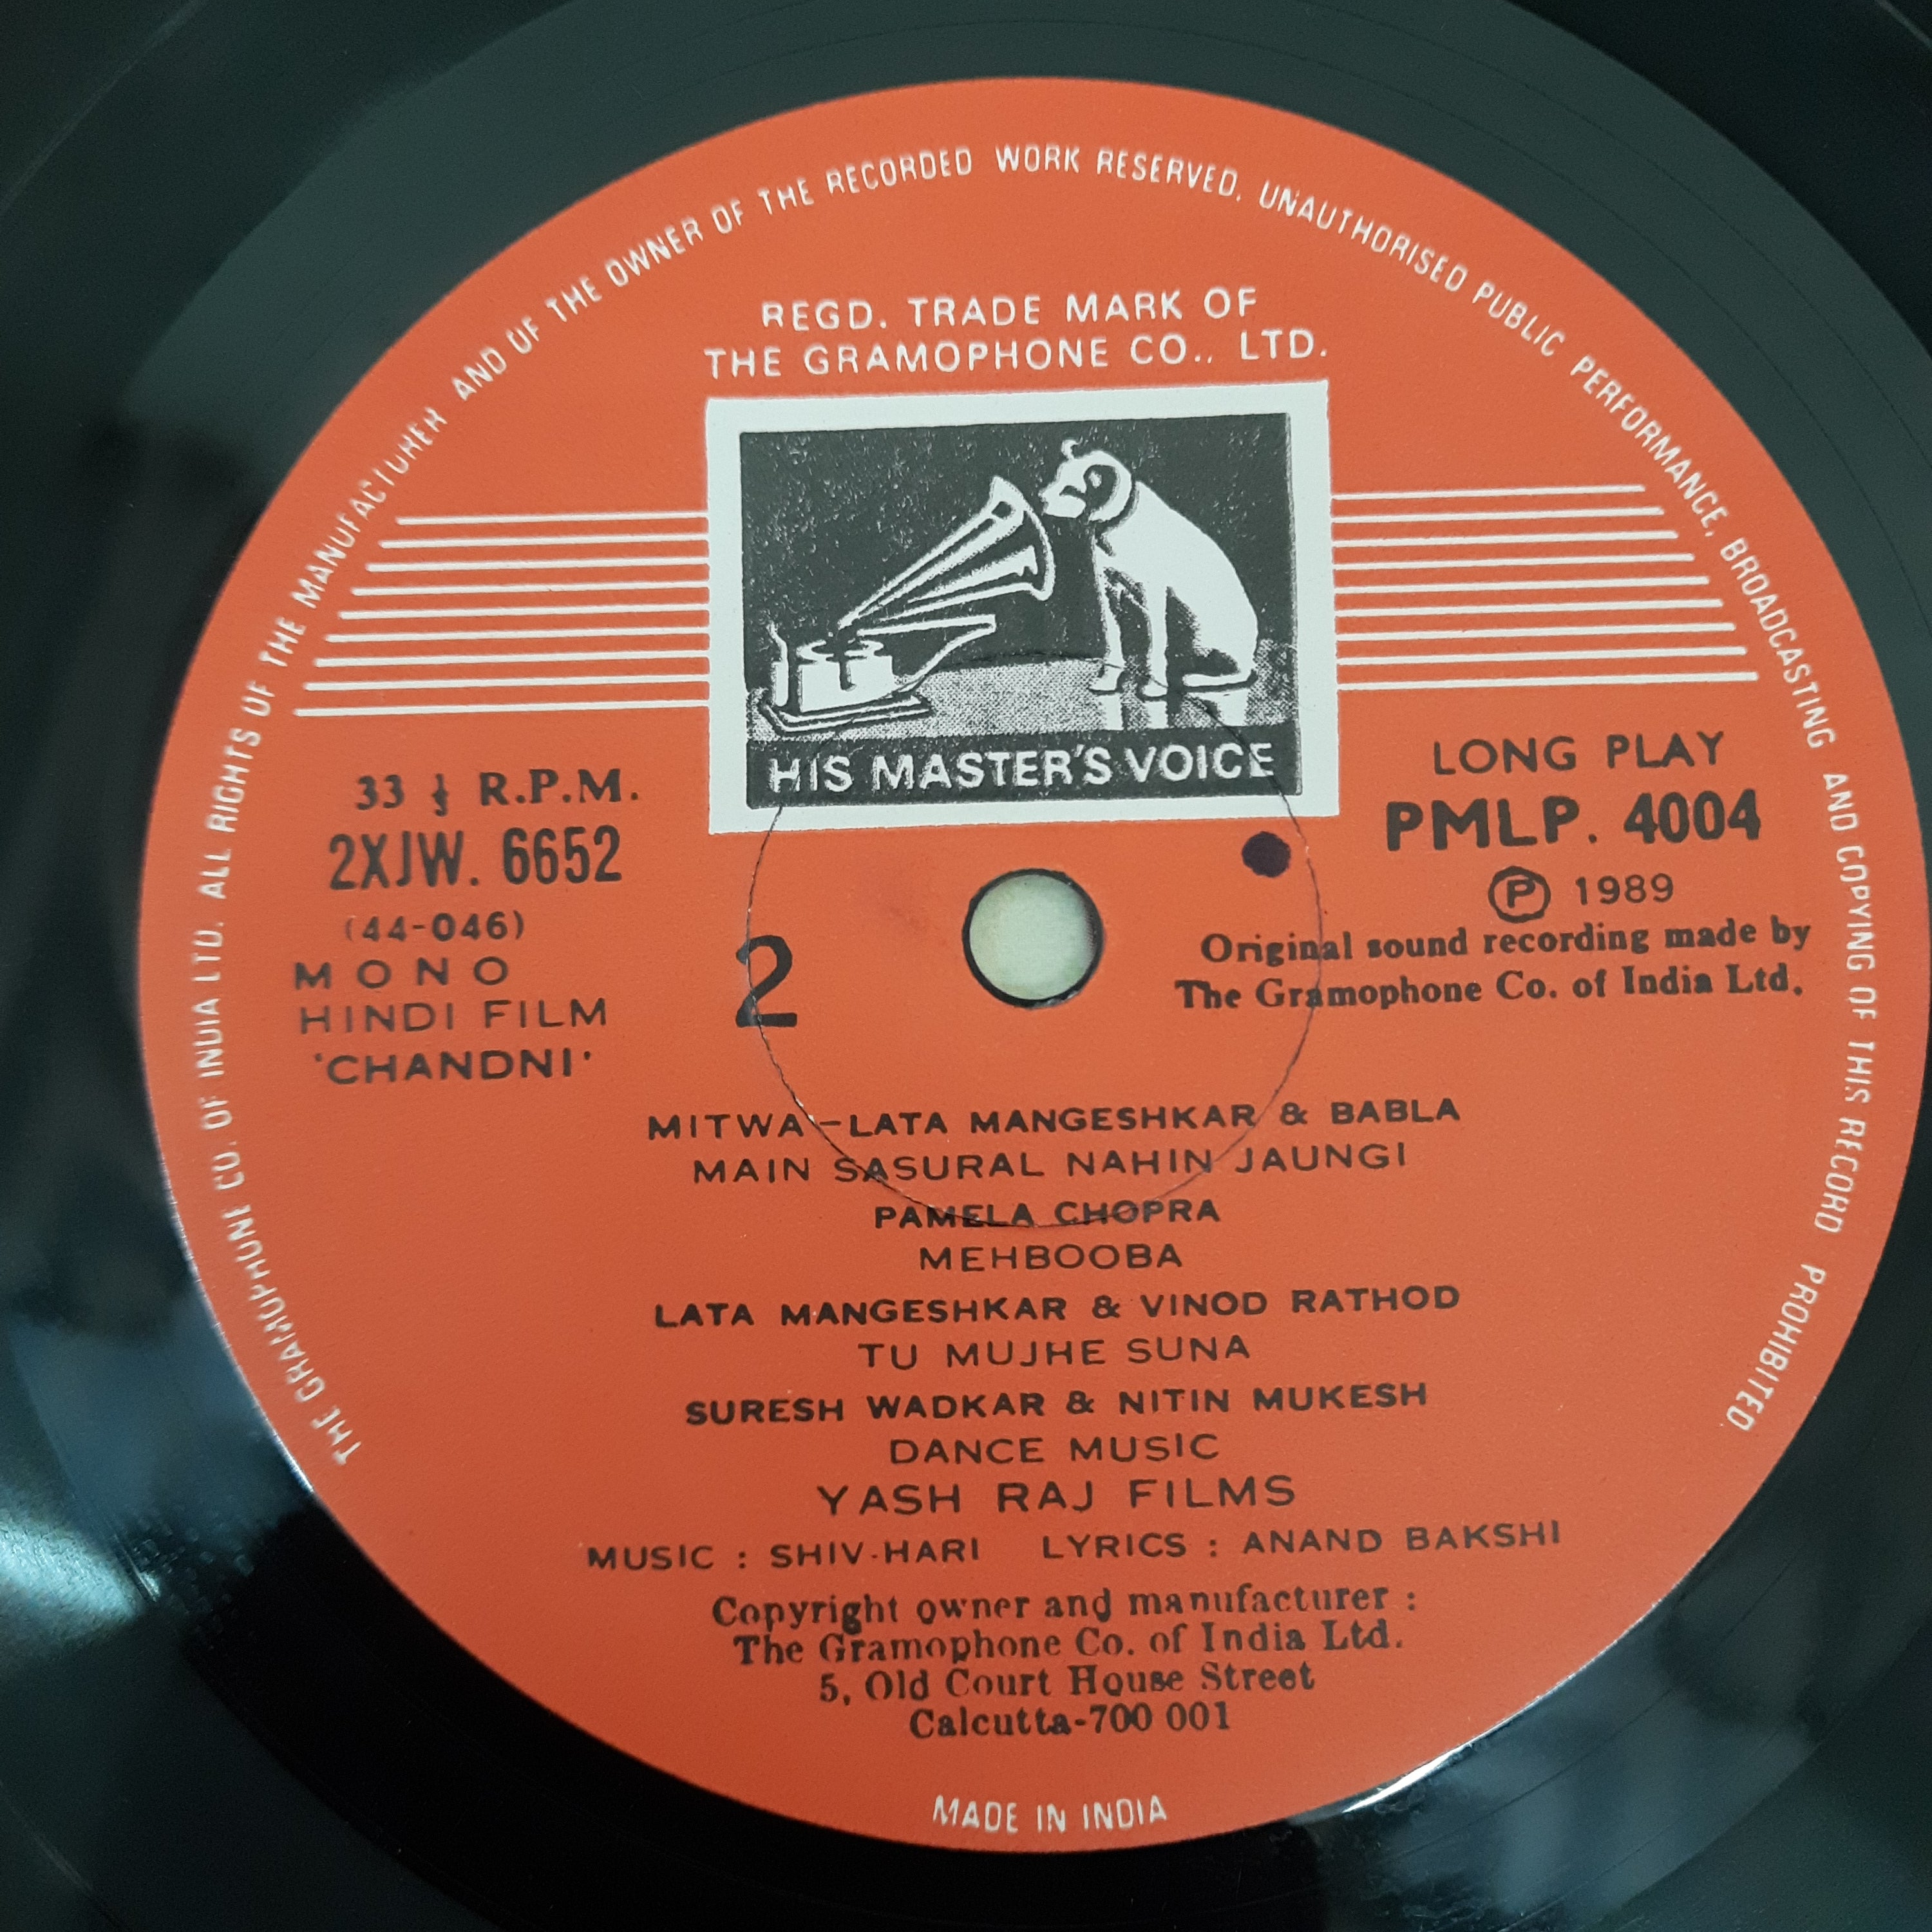 THE GRAMOPHONE CO. OF INDIA LTD. ALL RIGHTS OF THE MANUFACTURER AND OF THE OWNER OF THE RECORDED WORK RESERVED. UNAUTHORISED PUBLIC PERFORMANCE, BROADCASTING AND COPYING OF THIS RECORD PROHIBITED
REGD. TRADE MARK OF
THE GRAMOPHONE CO., LTD.
HIS MASTER'S VOICE
33 ⅓ R.P.M.
2XJW. 6652
(44-046)
MONO
HINDI FILM
'CHANDNI'
2
LONG PLAY
PMLP. 4004
Ⓟ 1989
Original sound recording made by
The Gramophone Co. of India Ltd.
MITWA-LATA MANGESHKAR & BABLA
MAIN SASURAL NAHIN JAUNGI
PAMELA CHOPRA
MEHBOOBA
LATA MANGESHKAR & VINOD RATHOD
TU MUJHE SUNA
SURESH WADKAR & NITIN MUKESH
DANCE MUSIC
YASH RAJ FILMS
MUSIC : SHIV-HARI LYRICS : ANAND BAKSHI
Copyright owner and manufacturer :
The Gramophone Co. of India Ltd.
5, Old Court House Street
Calcutta-700 001
MADE IN INDIA